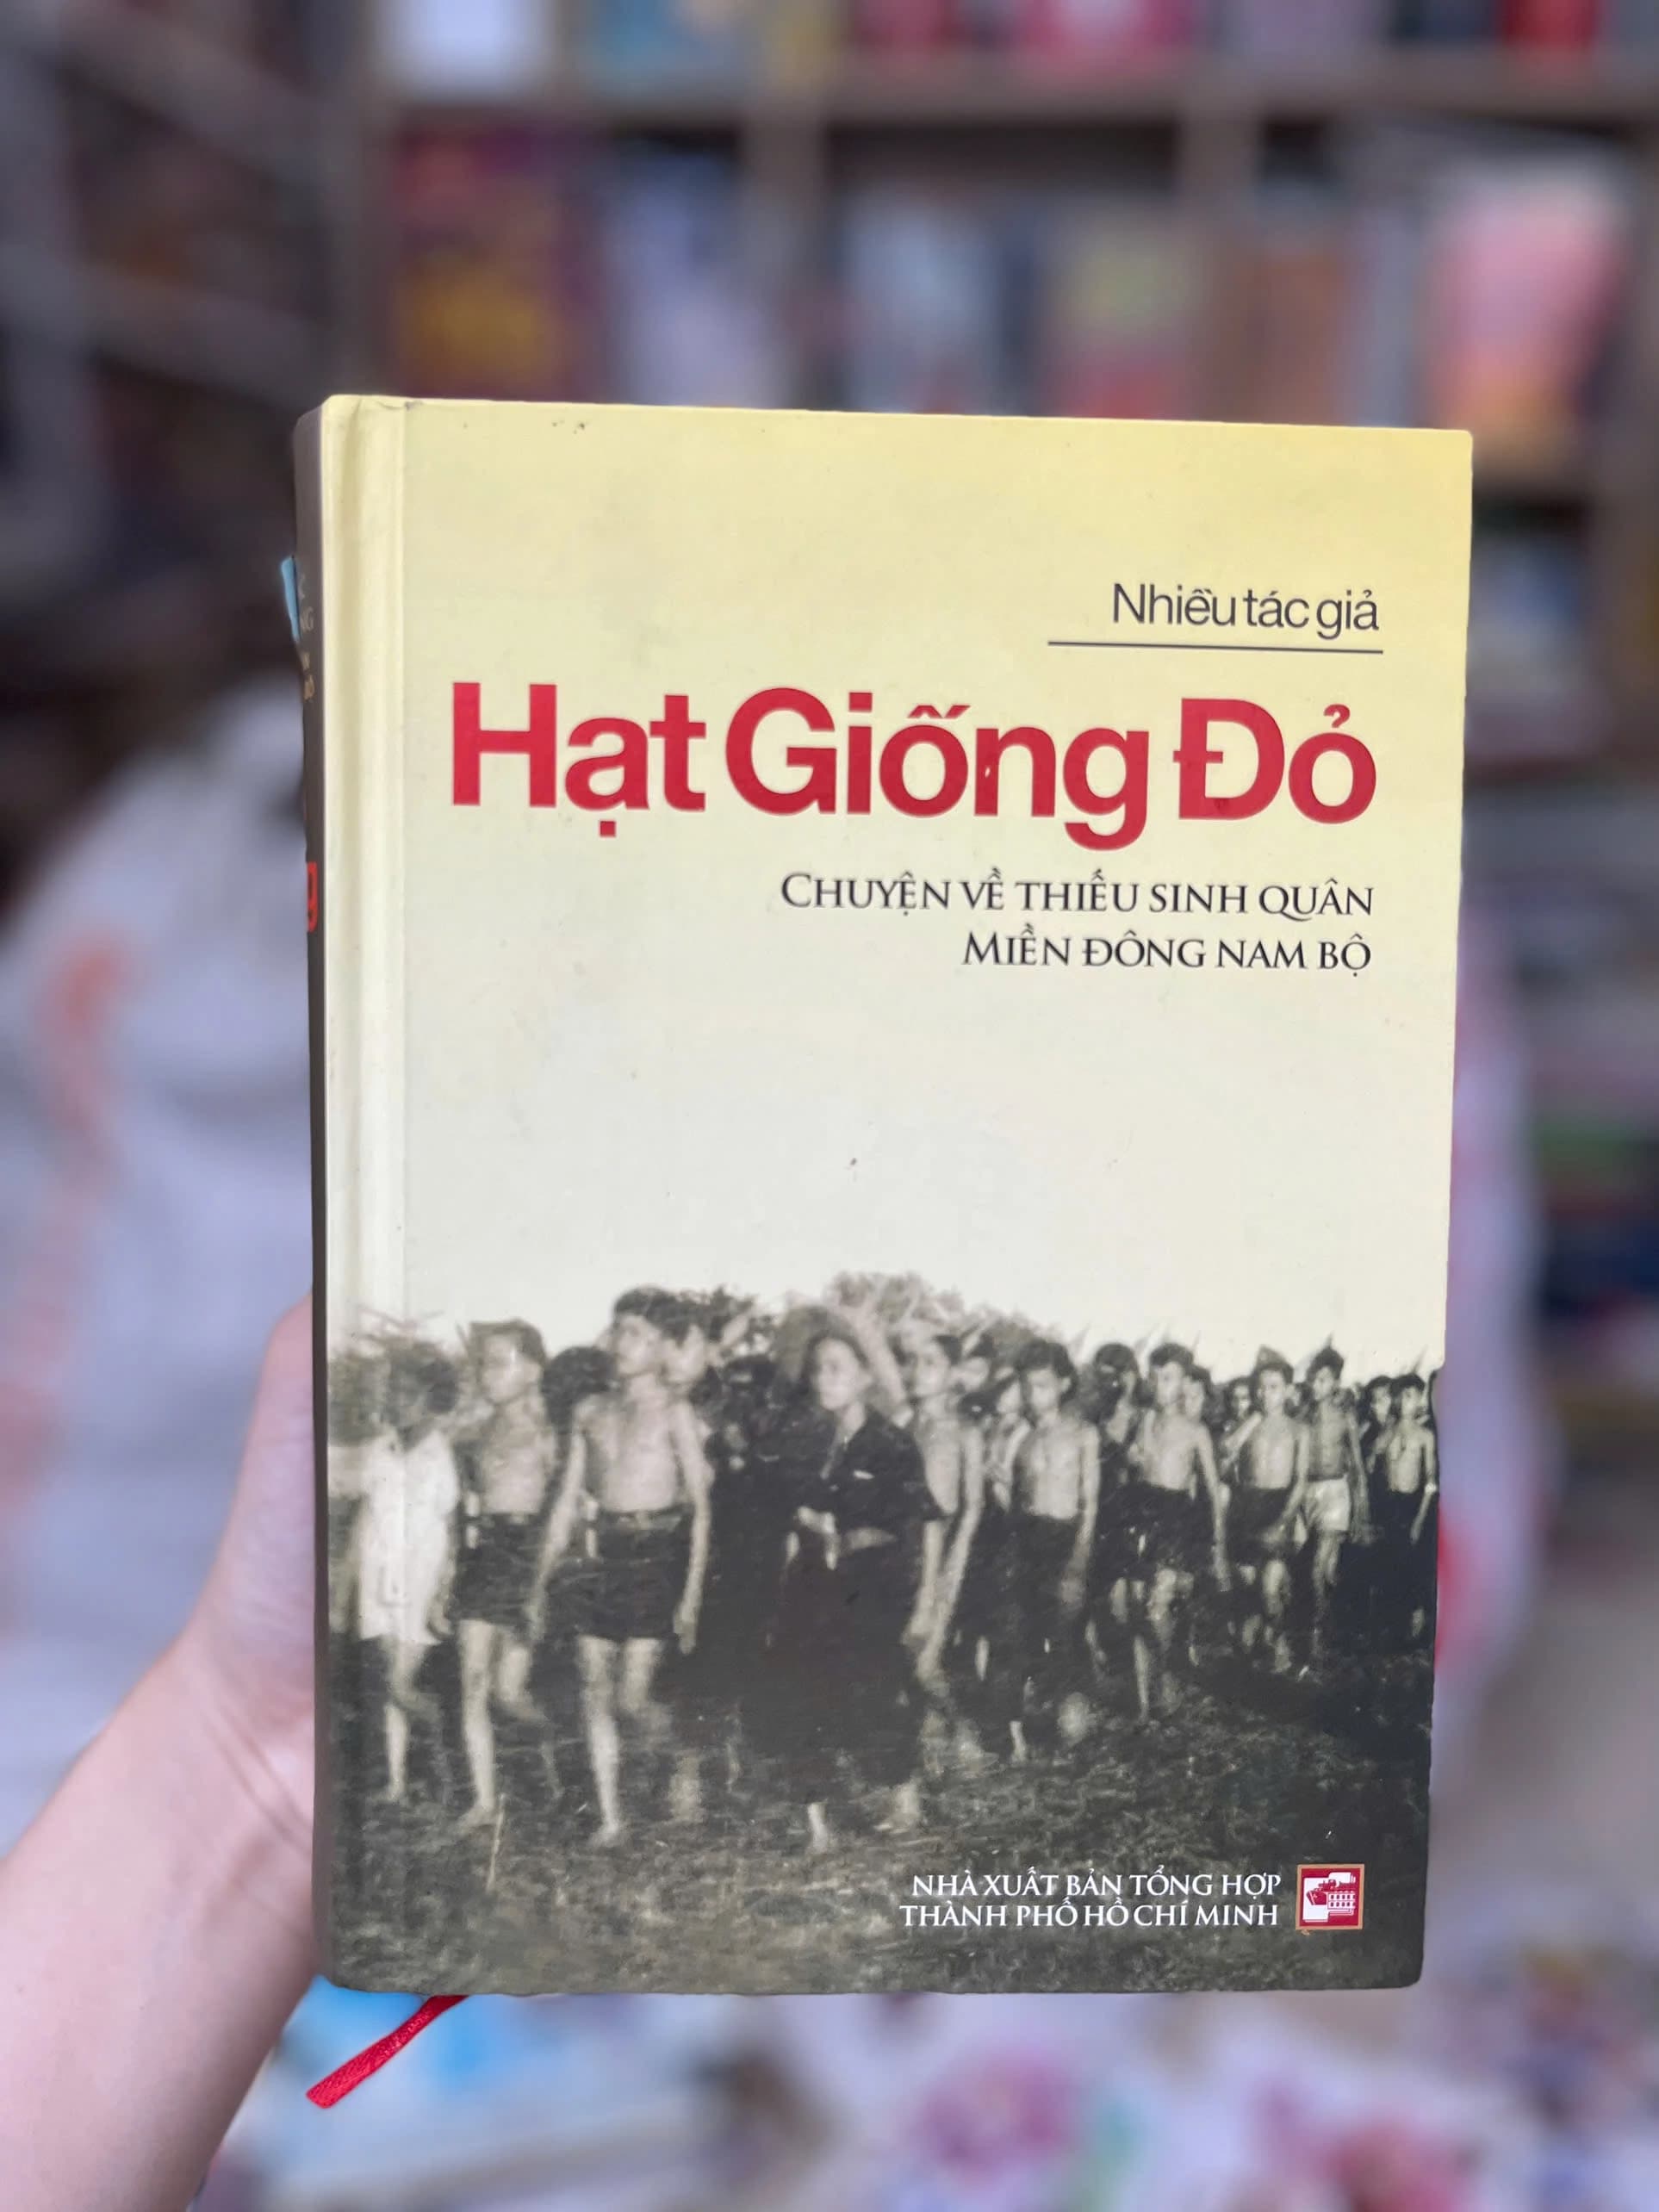 Nhiều tác giả
Hạt Giống Đỏ
CHUYỆN VỀ THIẾU SINH QUÂN
MIỀN ĐÔNG NAM BỘ
NHÀ XUẤT BẢN TỔNG HỢP
THÀNH PHỐ HỒ CHÍ MINH